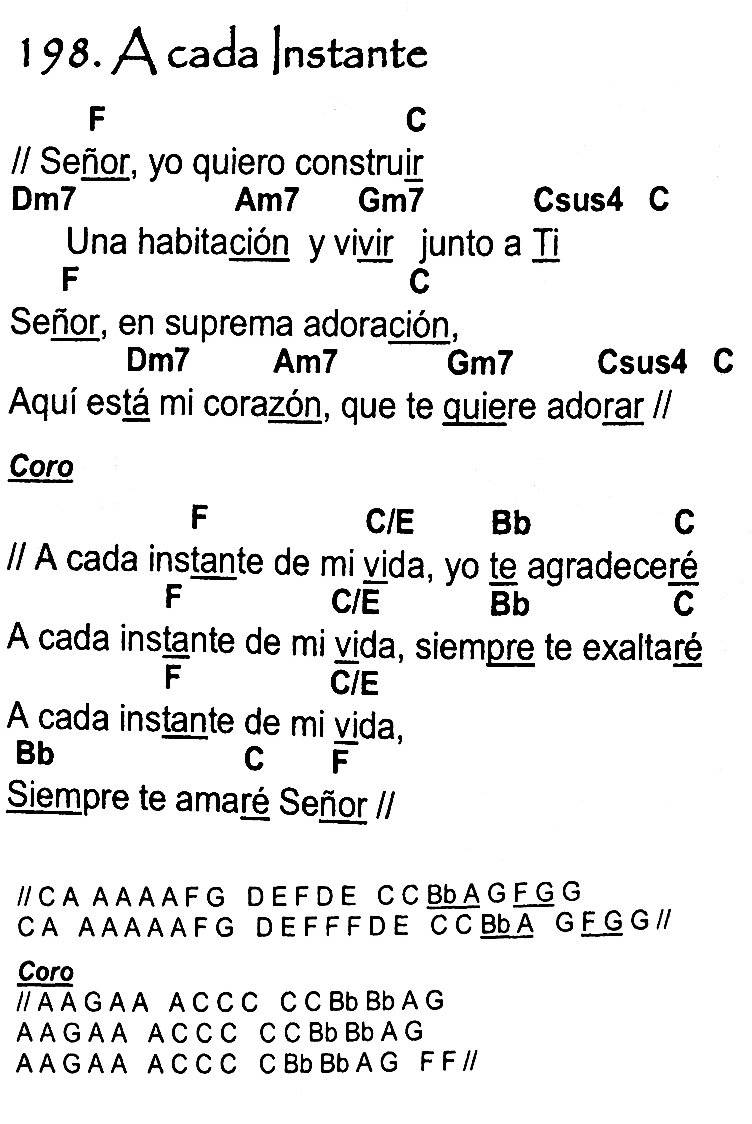 198. A cada Instante
F C
// Señor, yo quiero construir
Dm7 Am7 Gm7 Csus4 C
Una habitación y vivir junto a Ti
F C
Señor, en suprema adoración,
Dm7 Am7 Gm7 Csus4 C
Aquí está mi corazón, que te quiere adorar //
Coro
F C/E Bb C
// A cada instante de mi vida, yo te agradeceré
F C/E Bb C
A cada instante de mi vida, siempre te exaltaré
F C/E
A cada instante de mi vida,
Bb C F
Siempre te amaré Señor //
//C A A A A A F G D E F D E C C Bb A G F G G
C A A A A A A F G D E F F F D E C C Bb A G F G G//
Coro
//A A G A A A C C C C C Bb Bb A G
A A G A A A C C C C C Bb Bb A G
A A G A A A C C C C Bb Bb A G F F//